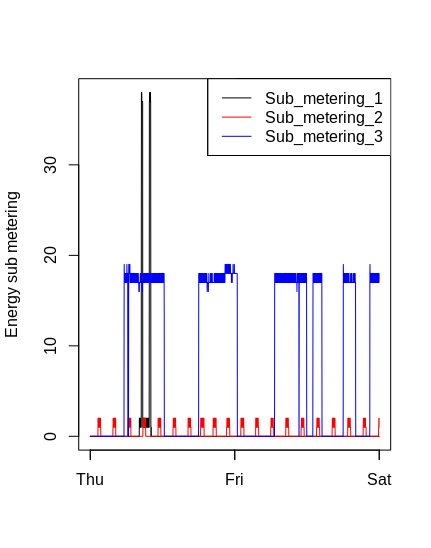 Sub_metering_1
Sub_metering_2
Sub_metering_3
Energy sub metering
30
20
10
0
Thu Fri Sat